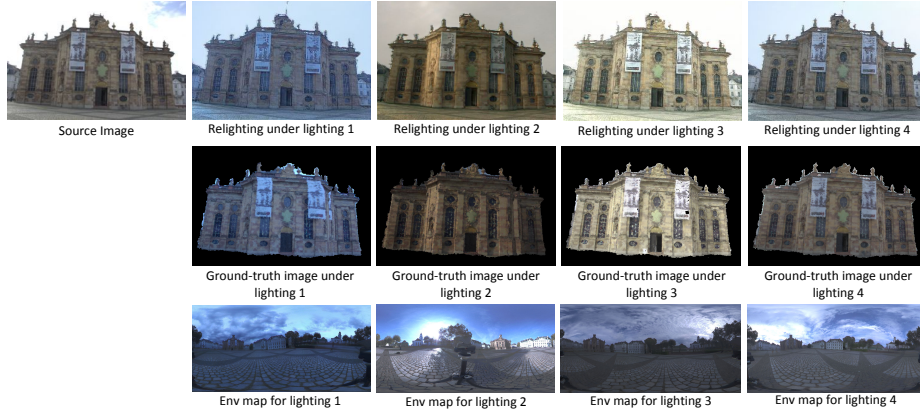 Source Image
Relighting under lighting 1
Relighting under lighting 2
Relighting under lighting 3
Relighting under lighting 4
Ground-truth image under
lighting 1
Ground-truth image under
lighting 2
Ground-truth image under
lighting 3
Ground-truth image under
lighting 4
Env map for lighting 1
Env map for lighting 2
Env map for lighting 3
Env map for lighting 4